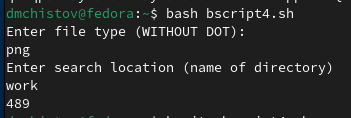 dmchistov@fedora:~$ bash bscript4.sh
Enter file type (WITHOUT DOT):
png
Enter search location (name of directory)
work
489